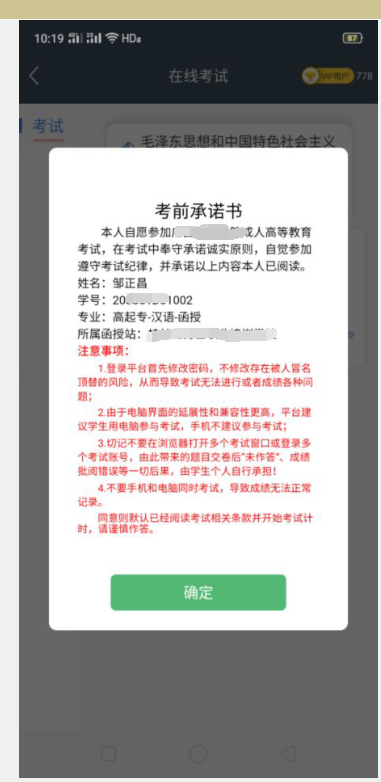 10:19 HD
87
在线考试
VIP用户 778
考试
毛泽东思想和中国特色社会主义
考前承诺书
本人自愿参加 成人高等教育
考试，在考试中奉守承诺诚实原则，自觉参加
遵守考试纪律，并承诺以上内容本人已阅读。
姓名：邹正昌
学号：20 1002
专业：高起专-汉语-函授
所属函授站：
注意事项：
1.登录平台首先修改密码，不修改存在被人冒名
顶替的风险，从而导致考试无法进行或者成绩各种问
题；
2.由于电脑界面的延展性和兼容性更高，平台建
议学生用电脑参与考试，手机不建议参与考试；
3.切记不要在浏览器打开多个考试窗口或登录多
个考试账号，由此带来的题目交卷后"未作答"、成绩
批阅错误等一切后果，由学生个人自行承担！
4.不要手机和电脑同时考试，导致成绩无法正常
记录。
同意则默认已经阅读考试相关条款并开始考试计
时，请谨慎作答。
确定